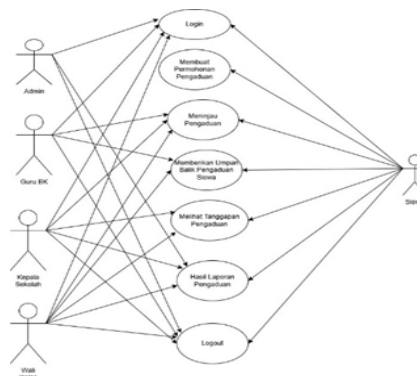 Login
Membuat
Permohonan
Pengaduan
Admin
Meninjau
Pengaduan
Guru BK
Memberikan Umpan
Balik Pengaduan
Siswa
Melihat Tanggapan
Pengaduan
Kepala
Sekolah
Hasil Laporan
Pengaduan
Logout
Wali